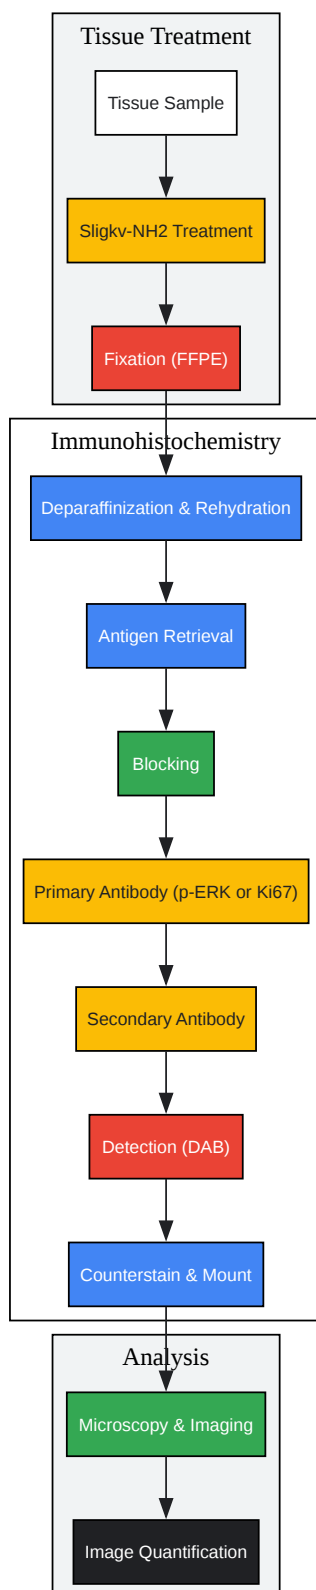 Tissue Treatment
Tissue Sample
Sligkv-NH2 Treatment
Fixation (FFPE)
Immunohistochemistry
Deparaffinization & Rehydration
Antigen Retrieval
Blocking
Primary Antibody (p-ERK or Ki67)
Secondary Antibody
Detection (DAB)
Counterstain & Mount
Analysis
Microscopy & Imaging
Image Quantification